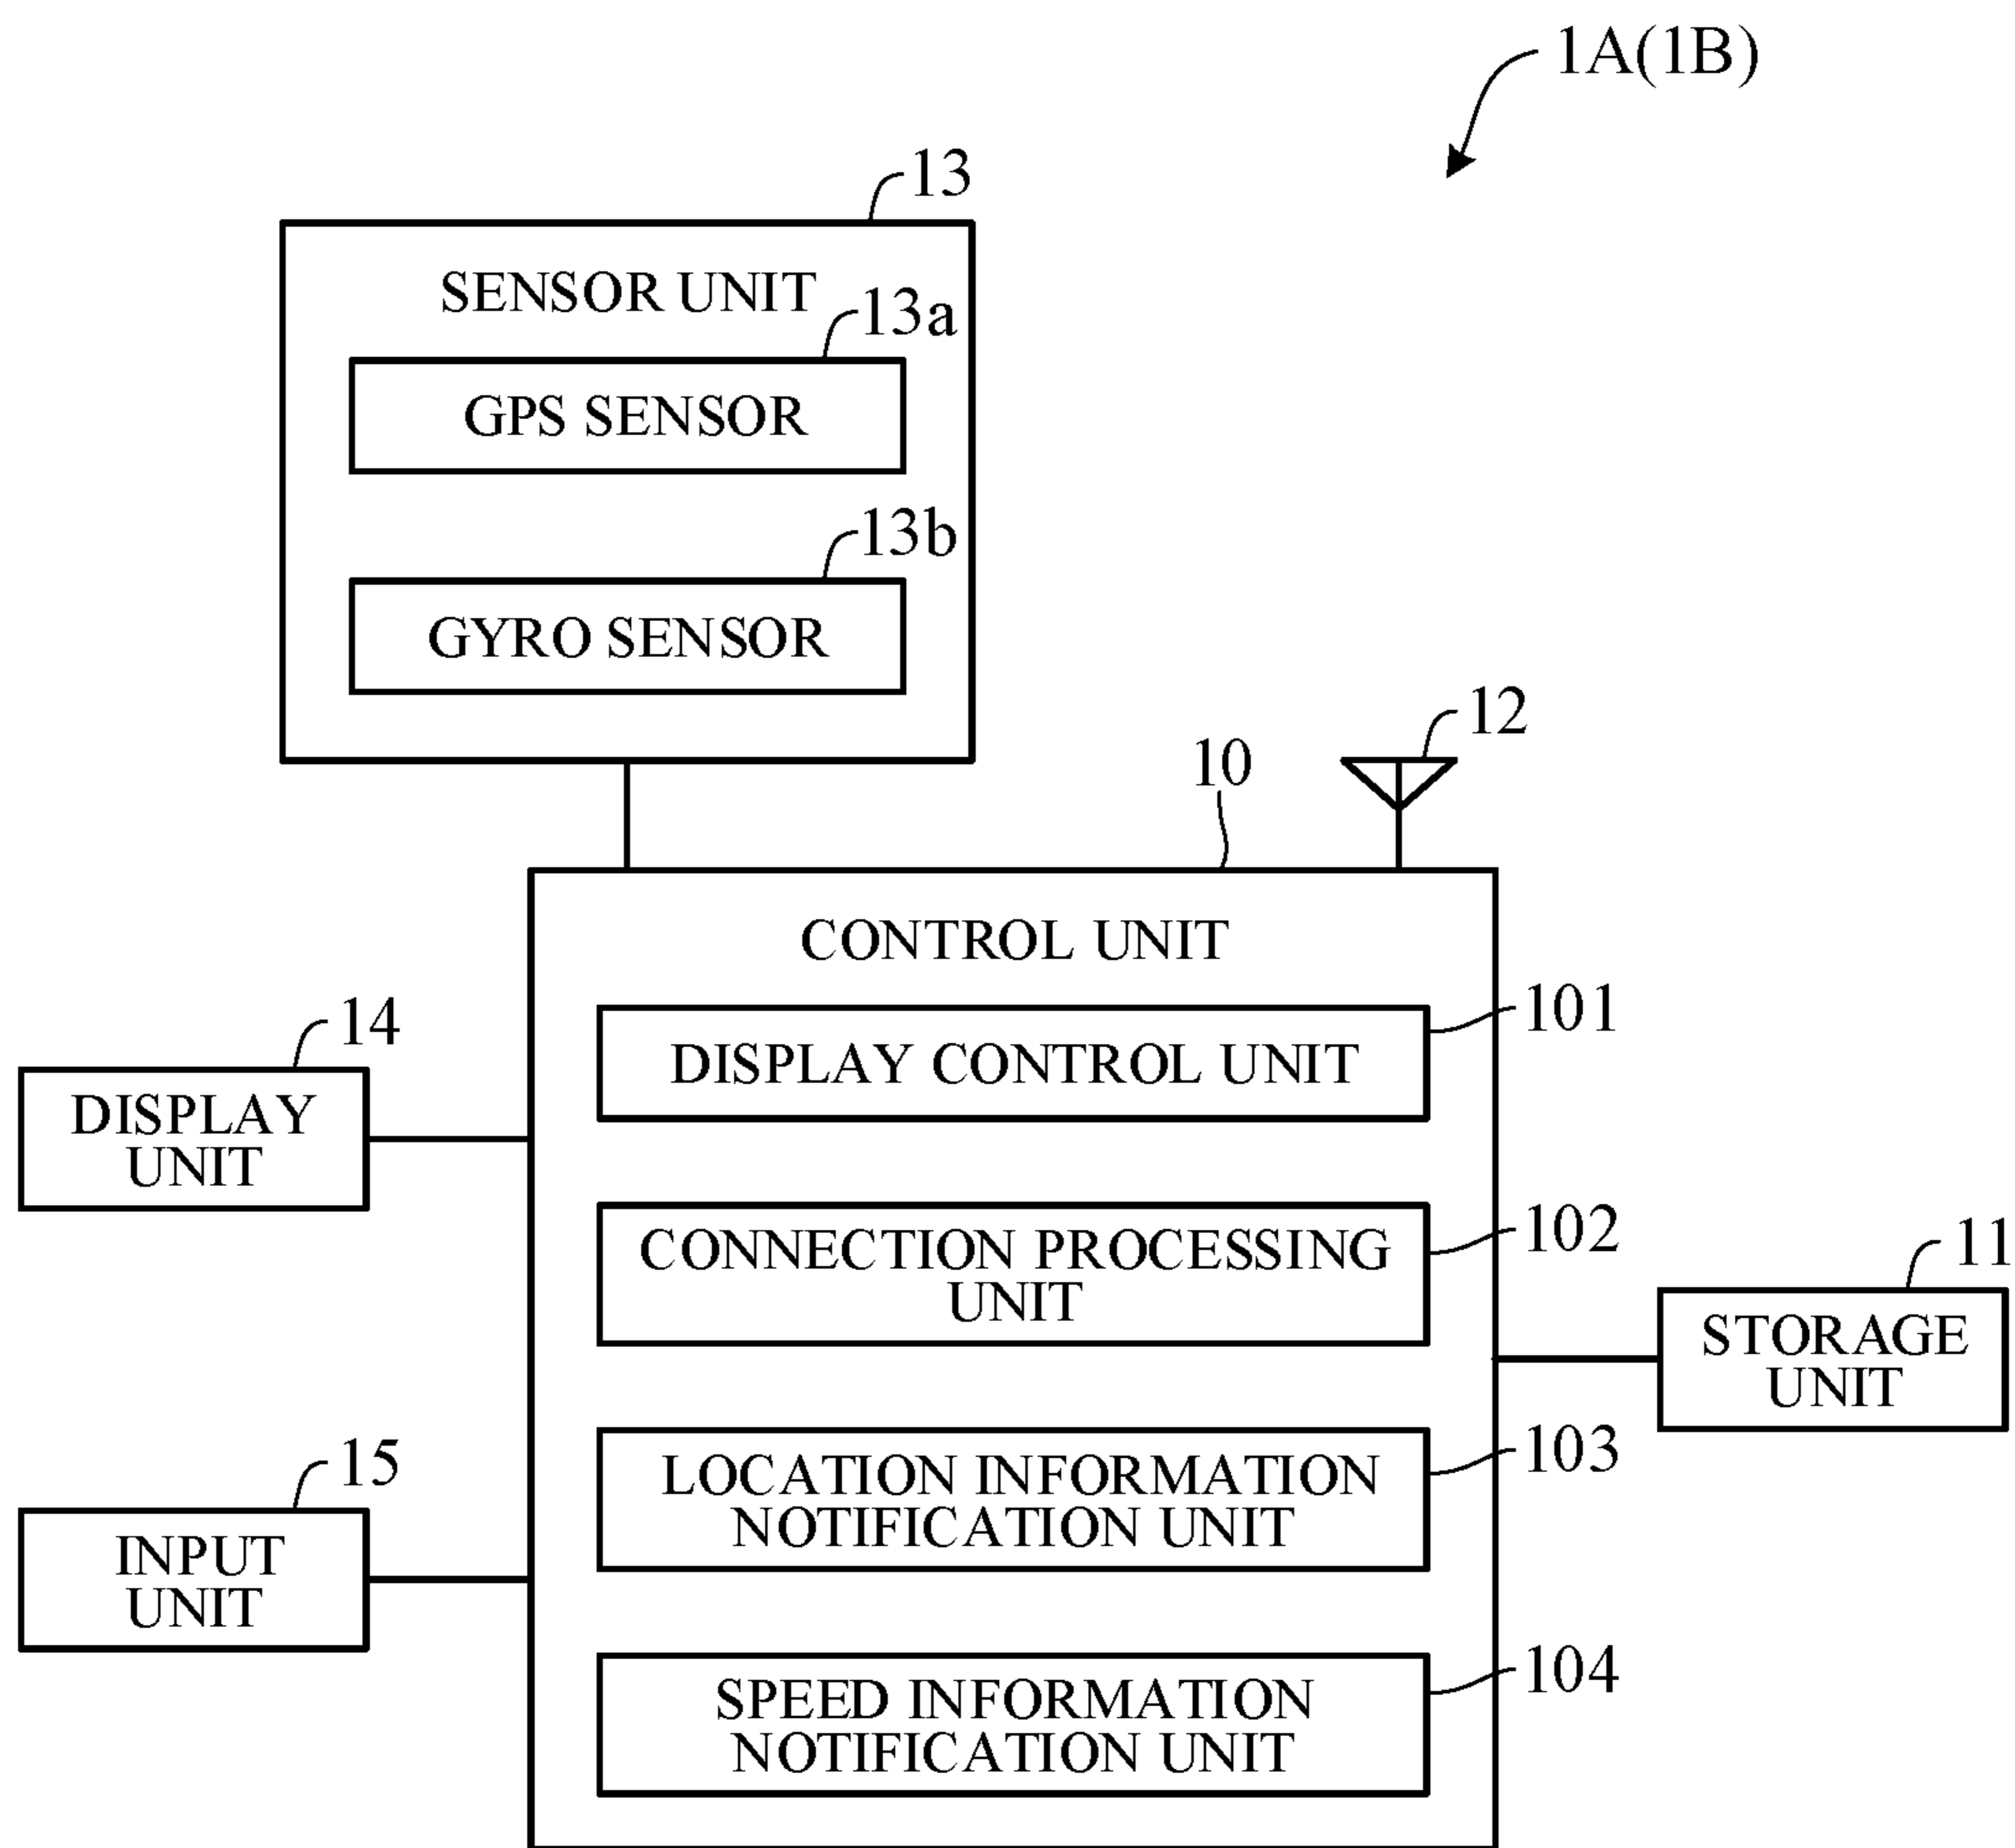 1A(1B)
13
SENSOR UNIT
13a
GPS SENSOR
13b
GYRO SENSOR
12
10
CONTROL UNIT
101
DISPLAY CONTROL UNIT
14
DISPLAY
UNIT
102
CONNECTION PROCESSING
UNIT
11
STORAGE
UNIT
103
LOCATION INFORMATION
NOTIFICATION UNIT
15
INPUT
UNIT
104
SPEED INFORMATION
NOTIFICATION UNIT